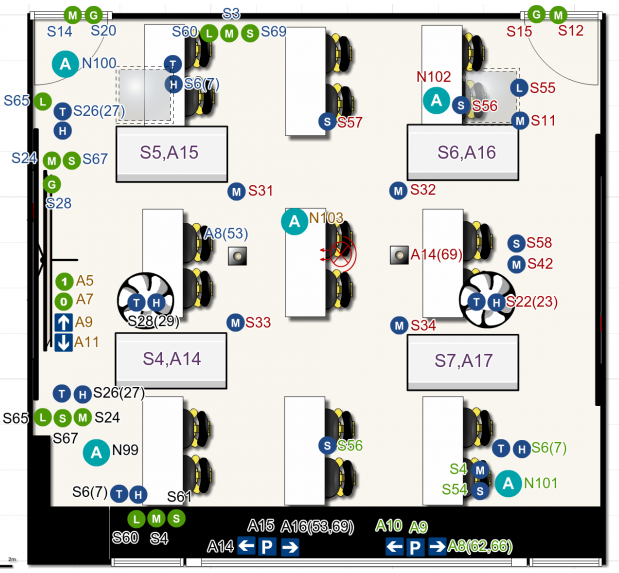 S3
M G
S14 S20
S60 L M S S69
G M
S15 S12
A N100
T
H S6(7)
N102
A
S S56
L S55
M S11
S65 L
T S26(27)
H
S S57
S24 M S S67
G
S28
S5,A15
S6,A16
M S31
M S32
A8(53)
A N103
A14(69)
S S58
M S42
1 A5
0 A7
A9
A11
T H
S28(29)
T H S22(23)
M S33
M S34
S4,A14
S7,A17
T H S26(27)
S65 L S M S24
S67
A N99
S S56
T H S6(7)
S4 M
S54 S
A N101
S6(7) T H
S61
L M S
S60 S4
A15 A16(53,69)
A14 P
A10 A9
P A8(62,66)
2m